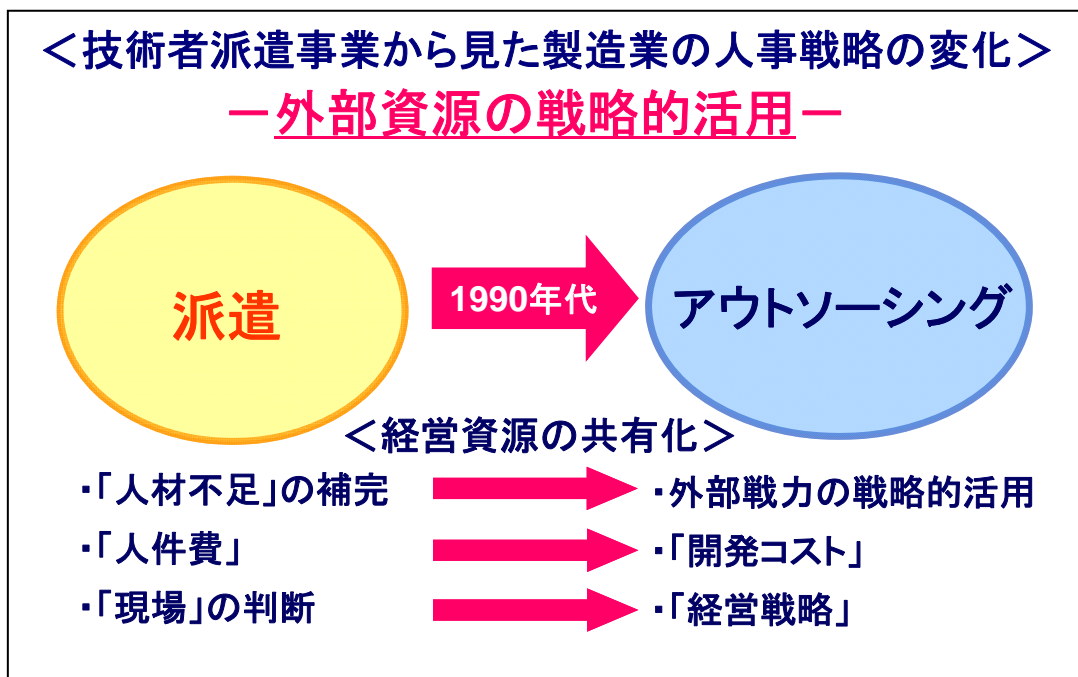 ＜技術者派遣事業から見た製造業の人事戦略の変化＞
－外部資源の戦略的活用－
派遣
1990年代
アウトソーシング
＜経営資源の共有化＞
・「人材不足」の補完
・外部戦力の戦略的活用
・「人件費」
・「開発コスト」
・「現場」の判断
・「経営戦略」